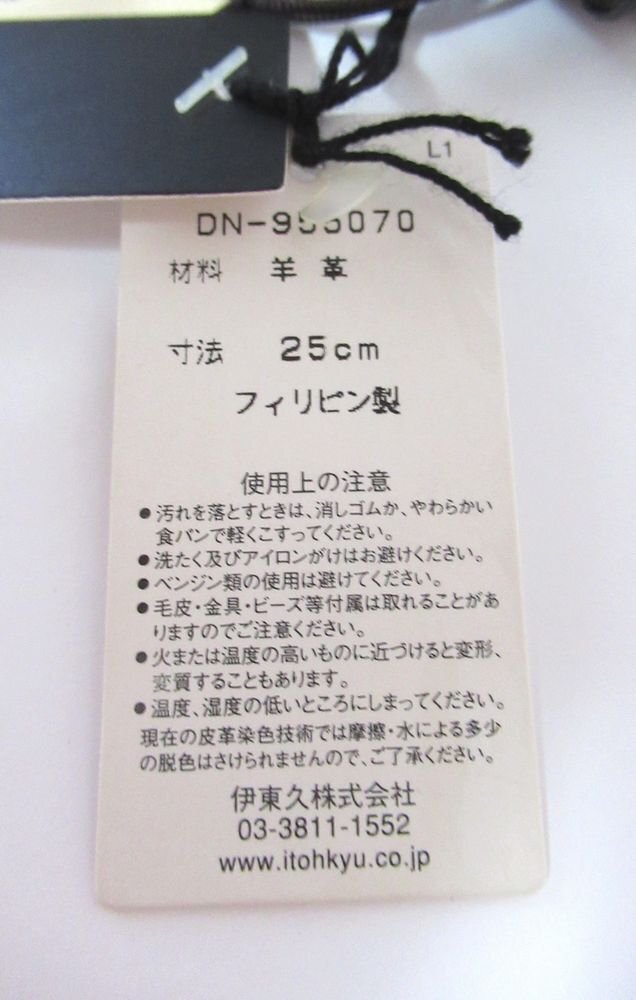 L1
DN-953070
材料 羊革
寸法 25cm
フィリピン製
使用上の注意
●汚れを落とすときは、消しゴムか、やわらかい
食パンで軽くこすってください。
●洗たく及びアイロンがけはお避けください。
●ベンジン類の使用は避けてください。
●毛皮・金具・ビーズ等付属は取れることがあ
りますのでご注意ください。
●火または温度の高いものに近づけると変形、
変質することもあります。
●温度、湿度の低いところにしまってください。
現在の皮革染色技術では摩擦・水による多少
の脱色はさけられませんので、ご了承ください。
伊東久株式会社
03-3811-1552
www.itohkyu.co.jp